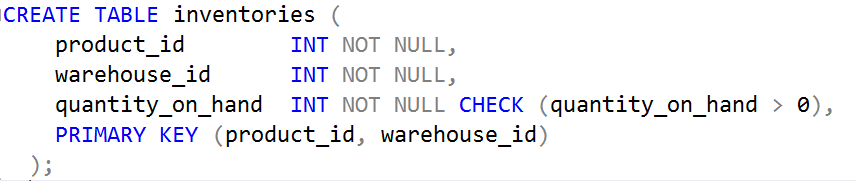 CREATE TABLE inventories (
    product_id        INT NOT NULL,
    warehouse_id      INT NOT NULL,
    quantity_on_hand  INT NOT NULL CHECK (quantity_on_hand > 0),
    PRIMARY KEY (product_id, warehouse_id)
  );